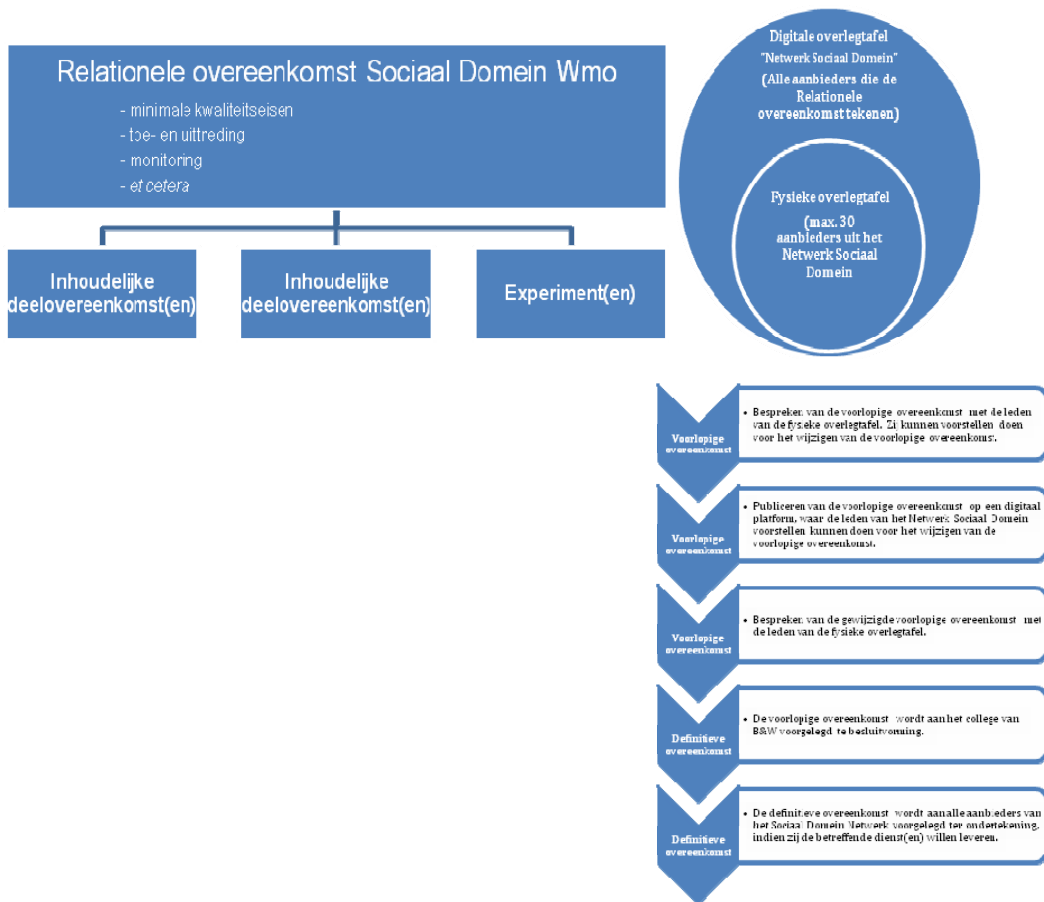 Relationele overeenkomst Sociaal Domein Wmo
- minimale kwaliteitseisen
- toe- en uittreding
- monitoring
- et cetera
Inhoudelijke
deelovereenkomst(en)
Inhoudelijke
deelovereenkomst(en)
Experiment(en)
Digitale overlegtafel
"Netwerk Sociaal Domein"
(Alle aanbieders die de
Relationele
overeenkomst tekenen)
Fysieke overlegtafel
(max. 30
aanbieders uit het
Netwerk Sociaal
Domein
Voorlopige
overeenkomst
• Bespreken van de voorlopige overeenkomst met de leden
van de fysieke overlegtafel. Zij kunnen voorstellen doen
voor het wijzigen van de voorlopige overeenkomst.
Voorlopige
overeenkomst
• Publiceren van de voorlopige overeenkomst op een digitaal
platform, waar de leden van het Netwerk Sociaal Domein
voorstellen kunnen doen voor het wijzigen van de
voorlopige overeenkomst.
Voorlopige
overeenkomst
• Bespreken van de gewijzigde voorlopige overeenkomst met
de leden van de fysieke overlegtafel.
Definitieve
overeenkomst
• De voorlopige overeenkomst wordt aan het college van
B&W voorgelegd te besluitvorming.
Definitieve
overeenkomst
• De definitieve overeenkomst wordt aan alle aanbieders van
het Sociaal Domein Netwerk voorgelegd ter ondertekening,
indien zij de betreffende dienst(en) willen leveren.